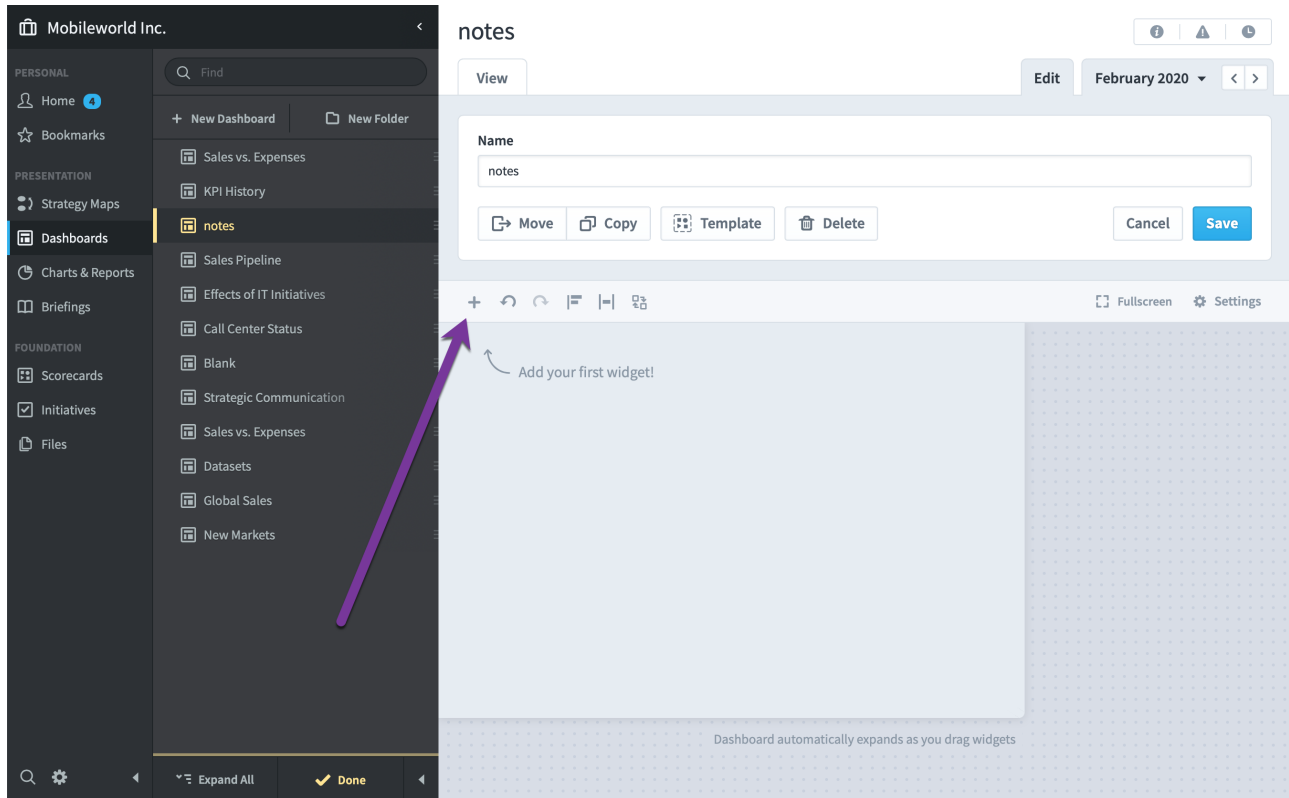 Mobileworld Inc.
PERSONAL
Home 4
Bookmarks
PRESENTATION
Strategy Maps
Dashboards
Charts & Reports
Briefings
FOUNDATION
Scorecards
Initiatives
Files
Find
New Dashboard New Folder
Sales vs. Expenses
KPI History
notes
Sales Pipeline
Effects of IT Initiatives
Call Center Status
Blank
Strategic Communication
Sales vs. Expenses
Datasets
Global Sales
New Markets
Expand All Done
notes
View Edit February 2020
Name
notes
Move Copy Template Delete Cancel Save
Fullscreen Settings
Add your first widget!
Dashboard automatically expands as you drag widgets